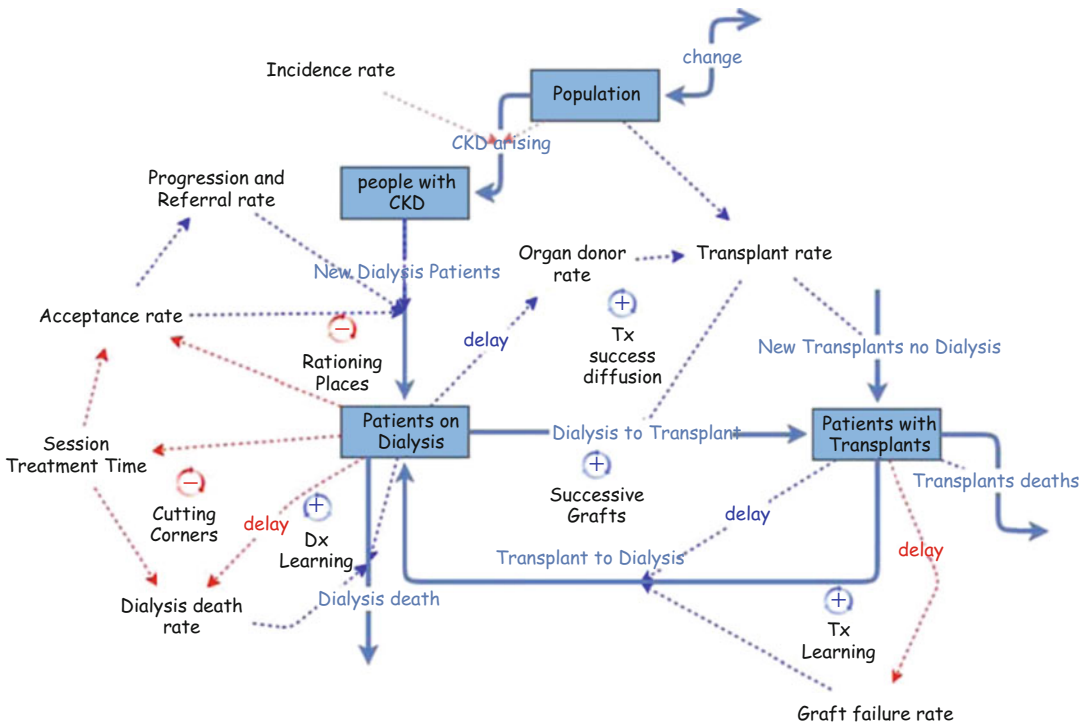 change
Incidence rate
Population
CKD arising
Progression and
Referral rate
people with
CKD
Organ donor
rate
Transplant rate
New Dialysis Patients
Acceptance rate
−
+
Rationing
Places
delay
Tx
success
diffusion
New Transplants no Dialysis
Patients on
Dialysis
Dialysis to Transplant
Patients with
Transplants
Session
Treatment Time
−
Cutting
Corners
+
Successive
Grafts
Transplants deaths
delay
+
Dx
Learning
delay
delay
Transplant to Dialysis
Dialysis death
rate
Dialysis death
+
Tx
Learning
Graft failure rate